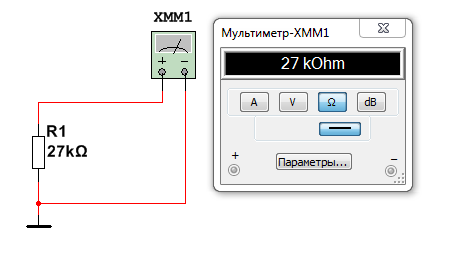 XMM1
R1
27kΩ
Мультиметр-XMM1
27 kOhm
A V Ω dB
Параметры...
+ −
+ −